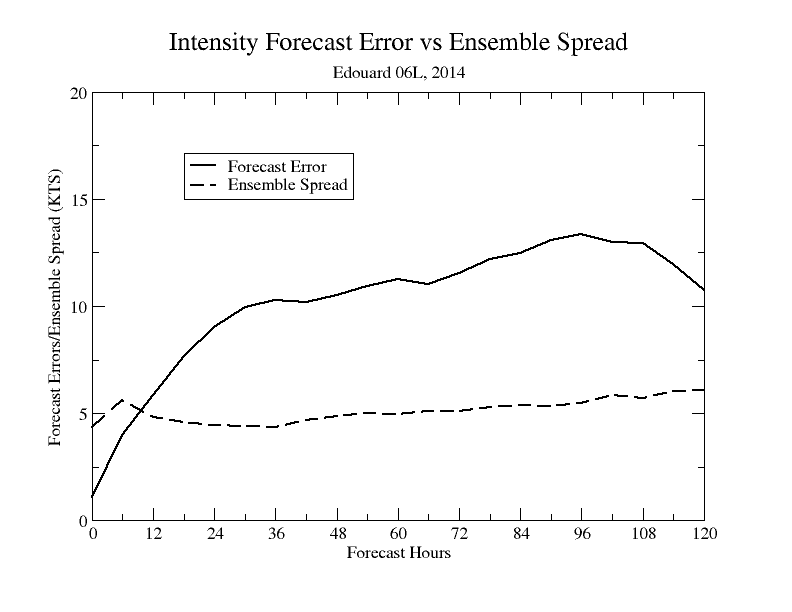 Intensity Forecast Error vs Ensemble Spread
Edouard 06L, 2014
20
15
10
5
0
Forecast Errors/Ensemble Spread (KTS)
Forecast Error
Ensemble Spread
0 12 24 36 48 60 72 84 96 108 120
Forecast Hours